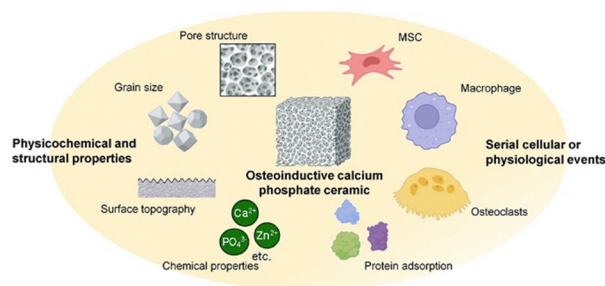 Pore structure
MSC
Grain size
Macrophage
Physicochemical and
structural properties
Serial cellular or
physiological events
Osteoinductive calcium
phosphate ceramic
Surface topography
Osteoclasts
Ca²⁺
PO₄³⁻
Zn²⁺
etc.
Chemical properties
Protein adsorption